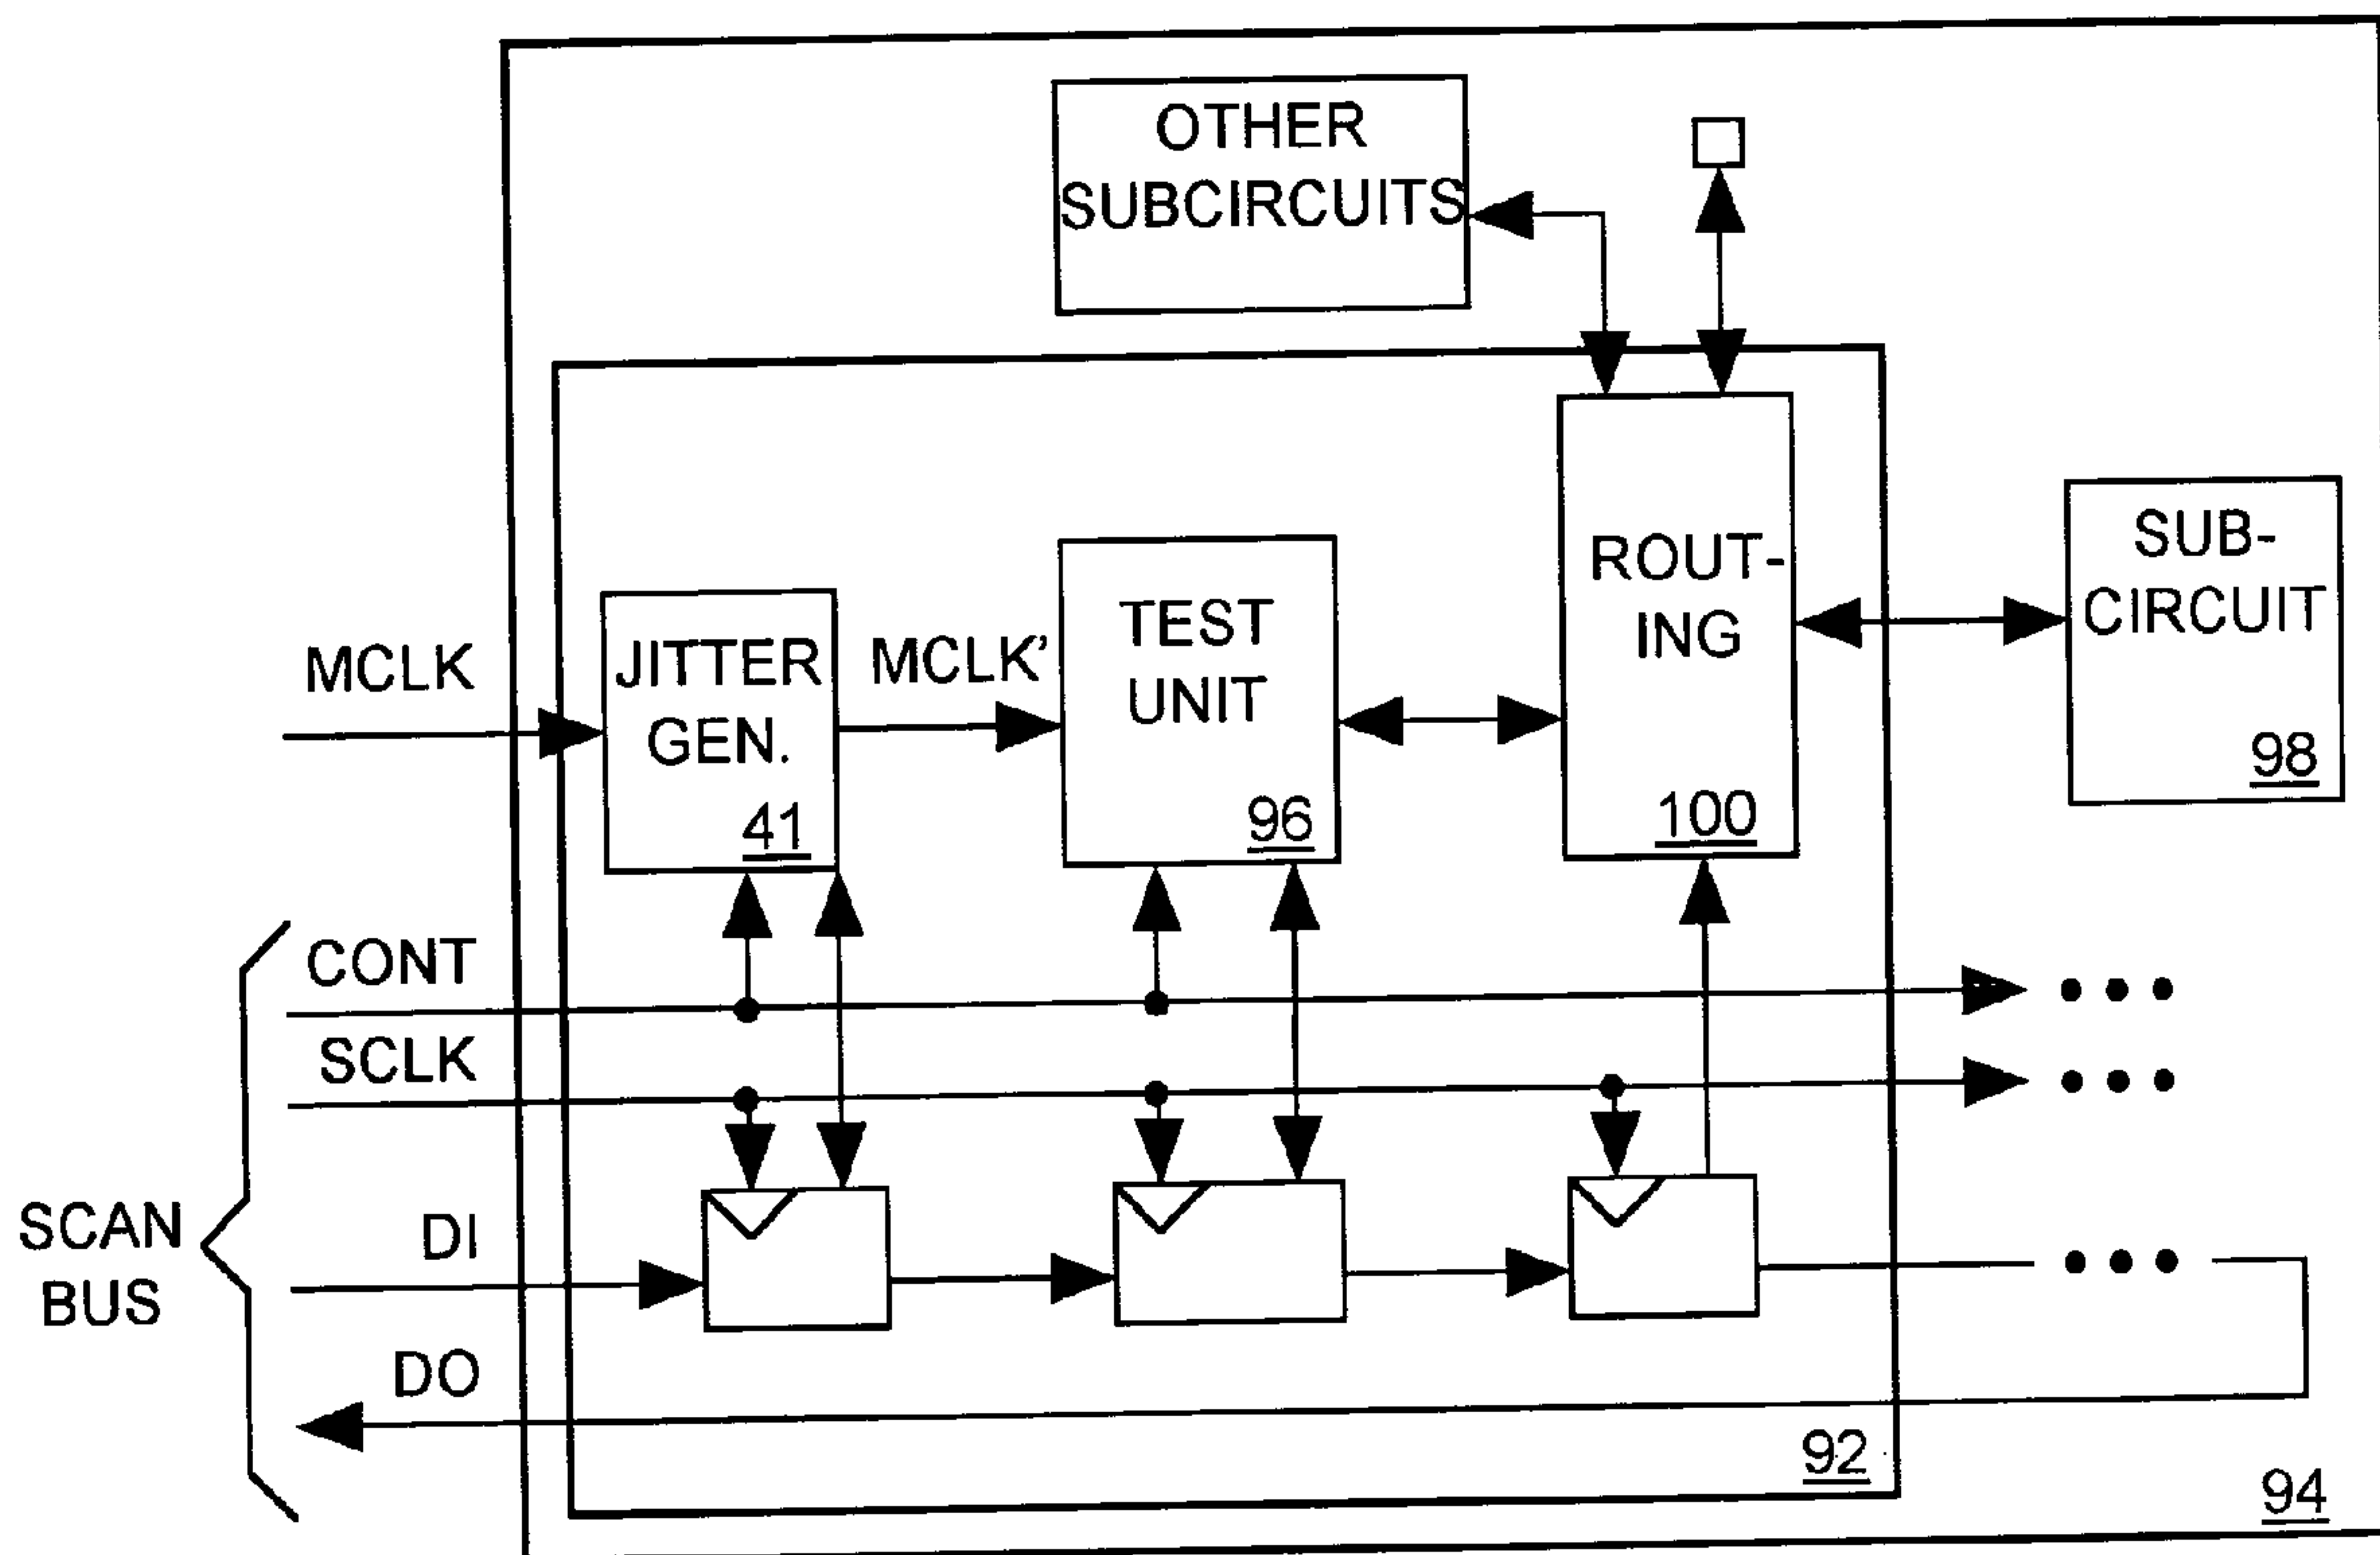 OTHER
SUBCIRCUITS
ROUT-
ING
100
SUB-
CIRCUIT
98
TEST
UNIT
96
MCLK
JITTER
GEN.
41
MCLK’
CONT
SCLK
SCAN
BUS
DI
DO
92
94